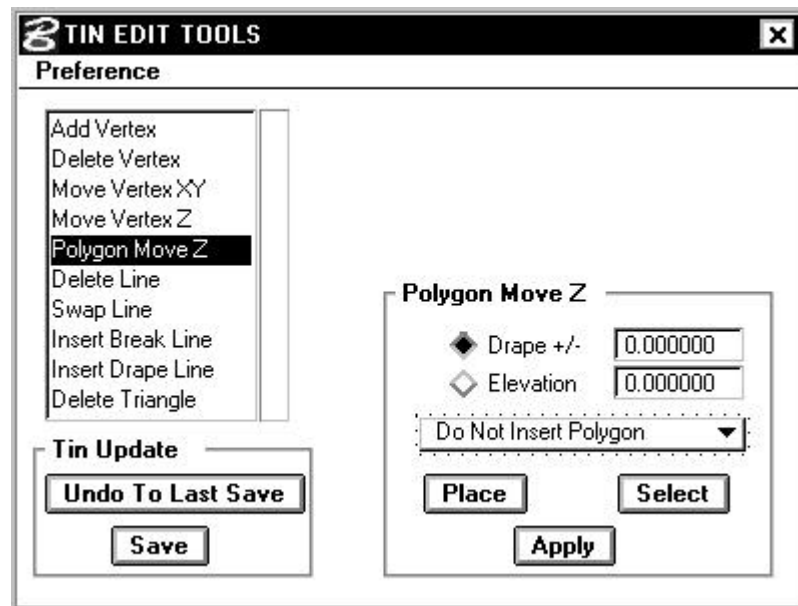 TIN EDIT TOOLS
Preference
Add Vertex
Delete Vertex
Move Vertex XY
Move Vertex Z
Polygon Move Z
Delete Line
Swap Line
Insert Break Line
Insert Drape Line
Delete Triangle
Tin Update
Undo To Last Save
Save
Polygon Move Z
Drape +/- 0.000000
Elevation 0.000000
Do Not Insert Polygon
Place Select
Apply